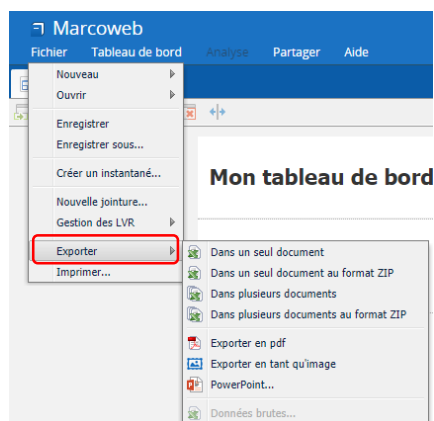 Marcoweb
Fichier Tableau de bord Analyse Partager Aide
Nouveau
Ouvrir
Enregistrer
Enregistrer sous...
Créer un instantané...
Mon tableau de bord
Nouvelle jointure...
Gestion des LVR
Exporter
Imprimer...
Dans un seul document
Dans un seul document au format ZIP
Dans plusieurs documents
Dans plusieurs documents au format ZIP
Exporter en pdf
Exporter en tant qu'image
PowerPoint...
Données brutes...